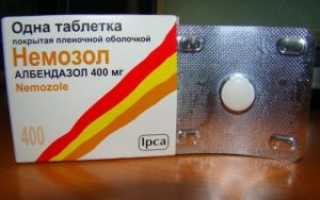 Одна таблетка
покрытая пленочной оболочкой
Немозол
АЛБЕНДАЗОЛ 400 мг
Nemozole
400
Ipca